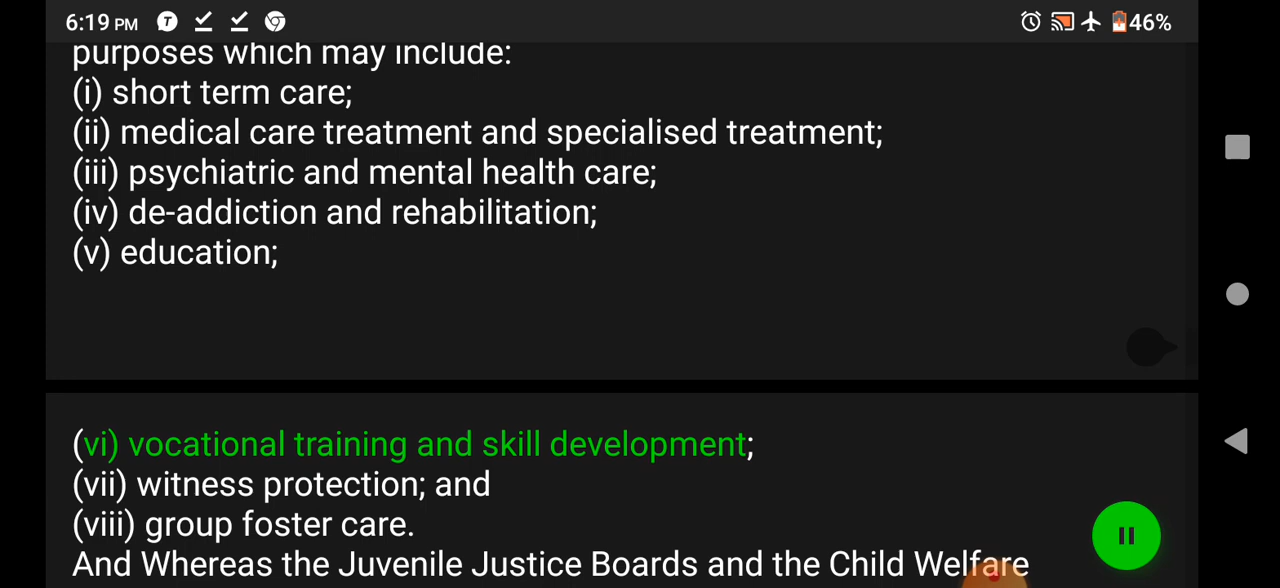 6:19 PM
46%
purposes which may include:
(i) short term care;
(ii) medical care treatment and specialised treatment;
(iii) psychiatric and mental health care;
(iv) de-addiction and rehabilitation;
(v) education;
(vi) vocational training and skill development;
(vii) witness protection; and
(viii) group foster care.
And Whereas the Juvenile Justice Boards and the Child Welfare